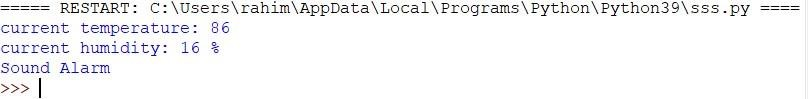 ===== RESTART: C:\Users\rahim\AppData\Local\Programs\Python\Python39\sss.py ====
current temperature: 86
current humidity: 16 %
Sound Alarm
>>>